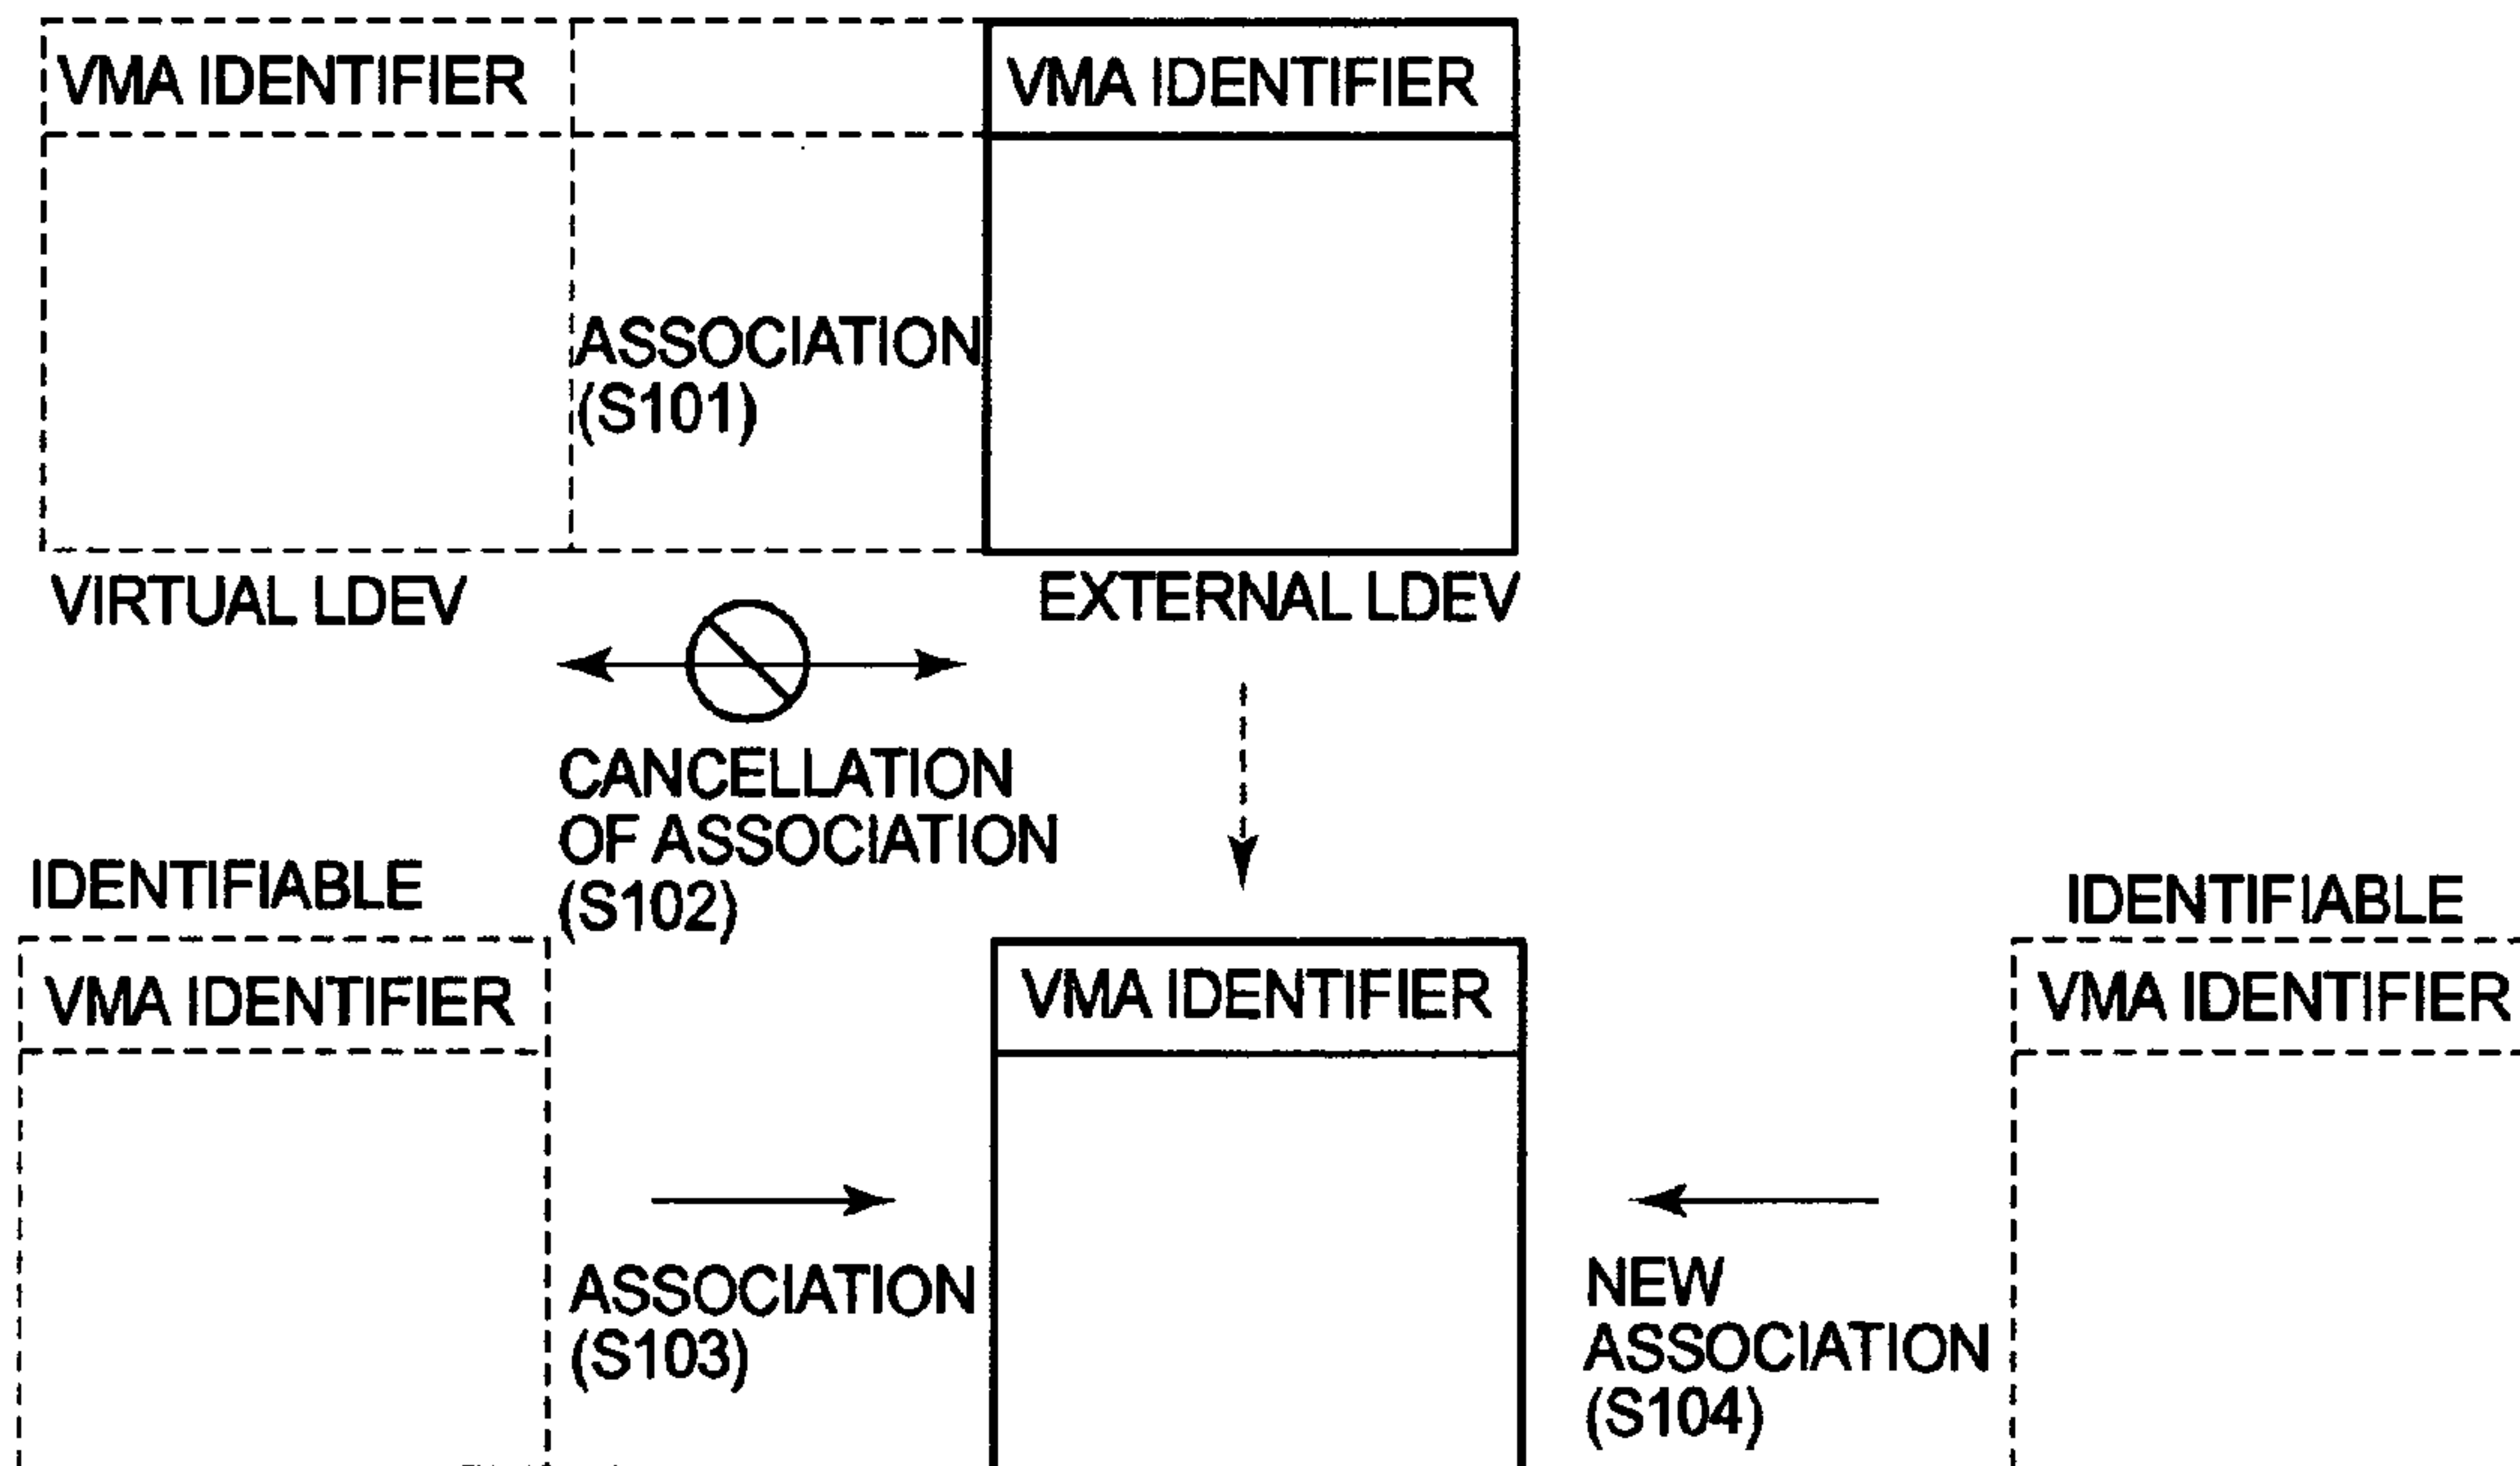 VMA IDENTIFIER
VMA IDENTIFIER
ASSOCIATION
(S101)
VIRTUAL LDEV
EXTERNAL LDEV
CANCELLATION
OF ASSOCIATION
(S102)
IDENTIFIABLE
IDENTIFIABLE
VMA IDENTIFIER
VMA IDENTIFIER
VMA IDENTIFIER
ASSOCIATION
(S103)
NEW
ASSOCIATION
(S104)